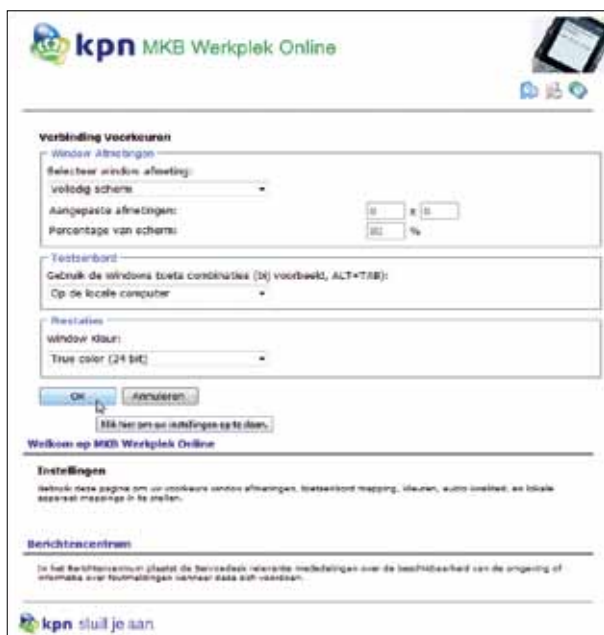 kpn MKB Werkplek Online
Verbinding Voorkeuren
Window Afmetingen
Selecteer window afmeting:
volledig scherm
Aangepaste afmetingen: 0 x 0
Percentage van scherm: %
Toetsenbord
Gebruik de Windows toets combinaties (bij voorbeeld, ALT+TAB):
Op de locale computer
Prestaties
Window Kleur:
True color (24 bit)
OK Annuleren
Klik hier om uw instellingen op te slaan.
Welkom op MKB Werkplek Online
Instellingen
Gebruik deze pagina om uw voorkeurs window afmetingen, toetsenbord mapping, kleuren, audio kwaliteit, en lokale
apparaat mappings in te stellen.
Berichtencentrum
In het Berichtencentrum plaatst de Servicedesk relevante mededelingen over de beschikbaarheid van de omgeving of
informatie over foutmeldingen wanneer deze zich voordoen.
kpn sluit je aan